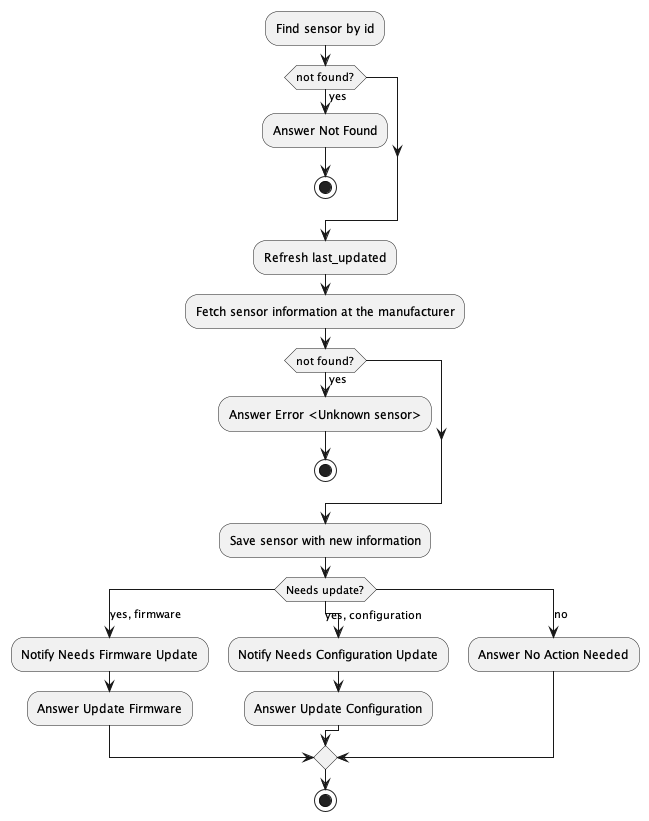 Find sensor by id
not found?
yes
Answer Not Found
Refresh last_updated
Fetch sensor information at the manufacturer
not found?
yes
Answer Error <Unknown sensor>
Save sensor with new information
Needs update?
yes, firmware
yes, configuration
no
Notify Needs Firmware Update
Notify Needs Configuration Update
Answer No Action Needed
Answer Update Firmware
Answer Update Configuration